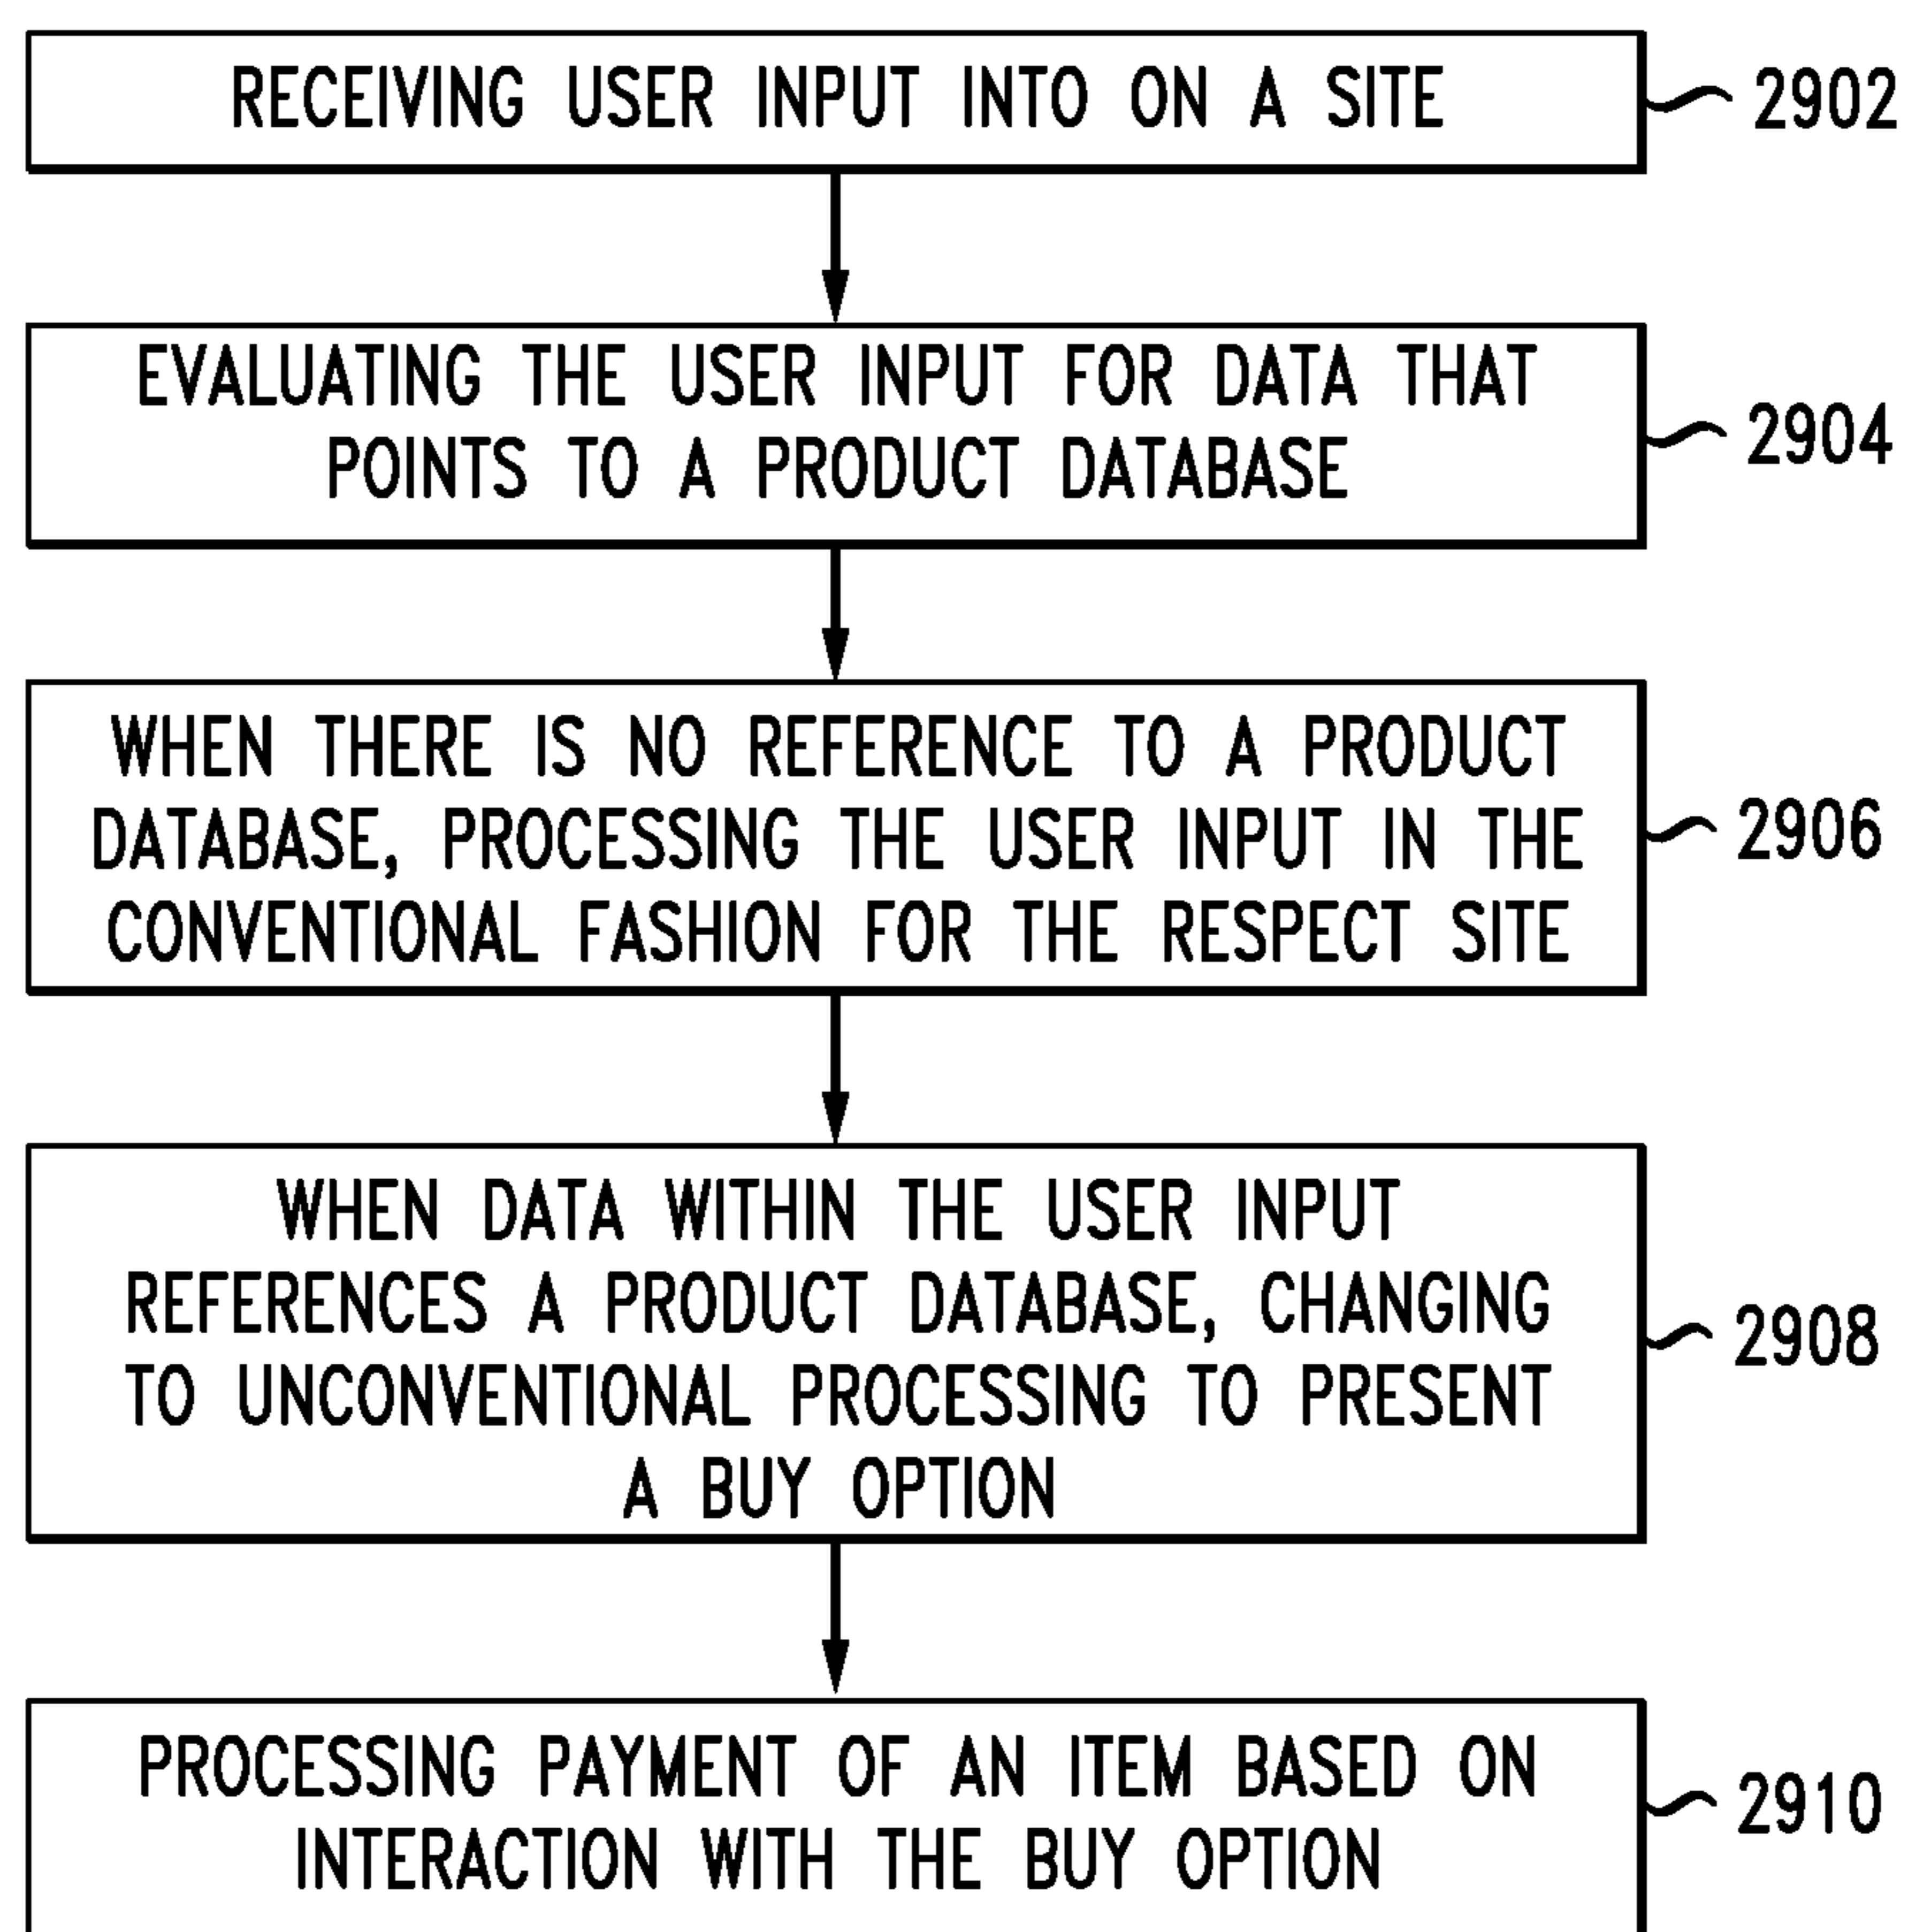 RECEIVING USER INPUT INTO ON A SITE
2902
EVALUATING THE USER INPUT FOR DATA THAT
POINTS TO A PRODUCT DATABASE
2904
WHEN THERE IS NO REFERENCE TO A PRODUCT
DATABASE, PROCESSING THE USER INPUT IN THE
CONVENTIONAL FASHION FOR THE RESPECT SITE
2906
WHEN DATA WITHIN THE USER INPUT
REFERENCES A PRODUCT DATABASE, CHANGING
TO UNCONVENTIONAL PROCESSING TO PRESENT
A BUY OPTION
2908
PROCESSING PAYMENT OF AN ITEM BASED ON
INTERACTION WITH THE BUY OPTION
2910